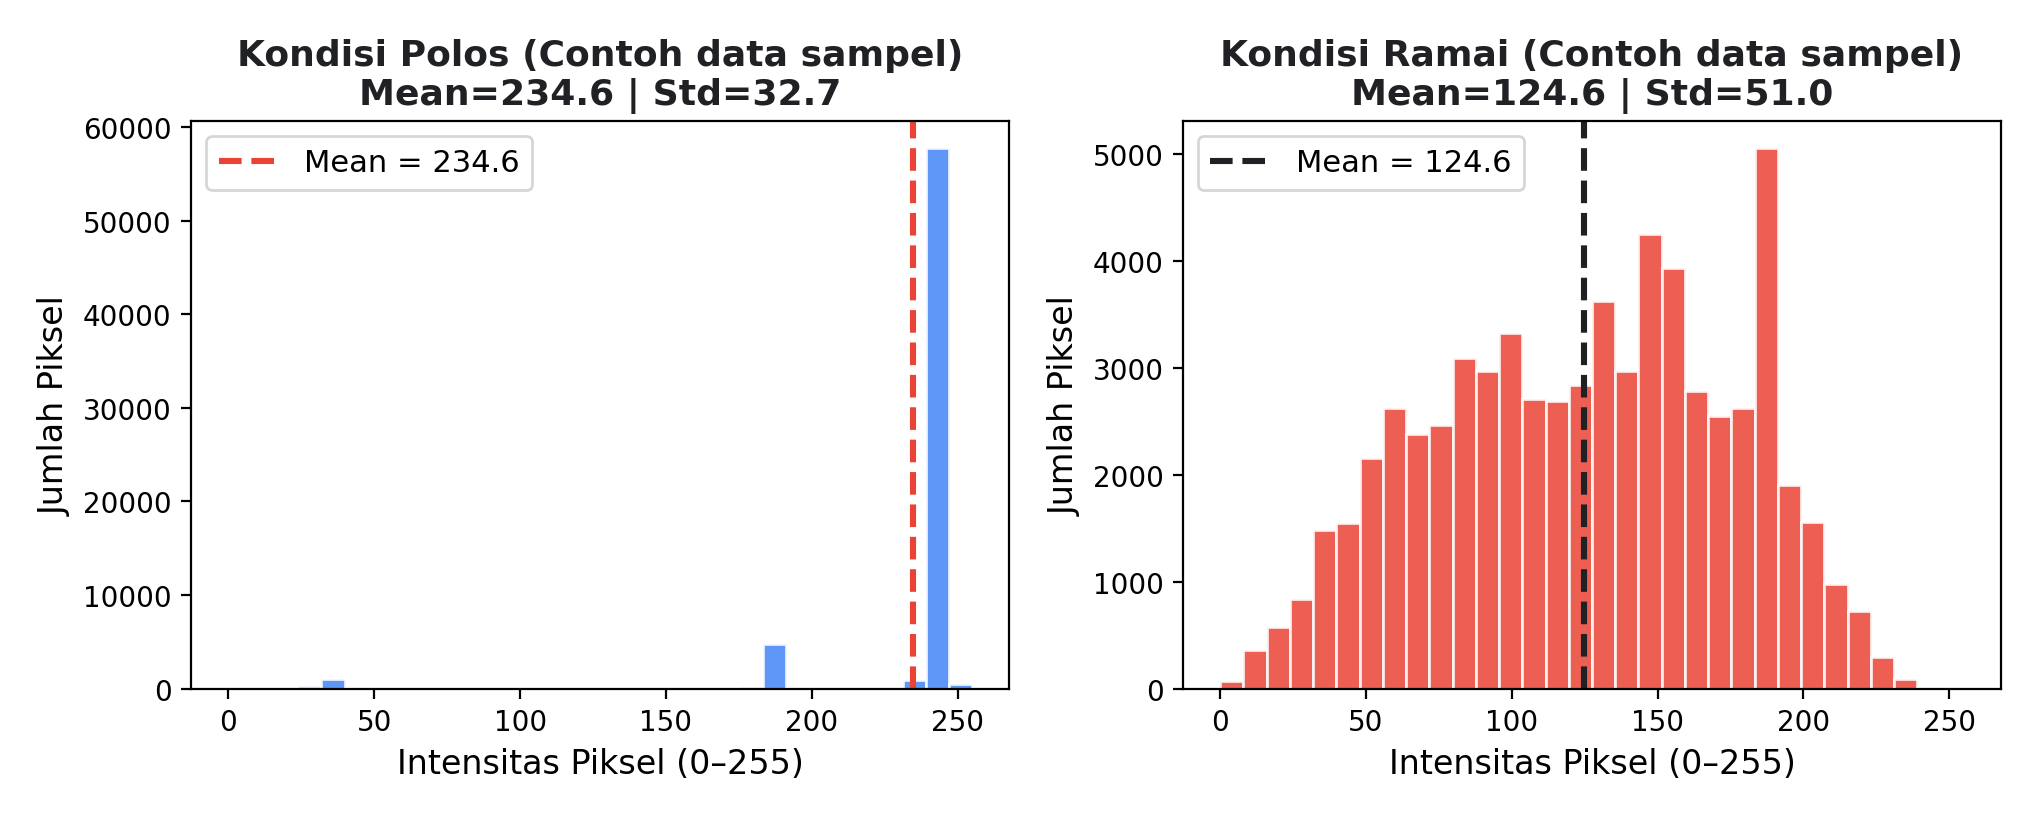 Kondisi Polos (Contoh data sampel)
Mean=234.6 | Std=32.7
Mean = 234.6
60000
50000
40000
30000
20000
10000
0
Jumlah Piksel
0 50 100 150 200 250
Intensitas Piksel (0–255)
Kondisi Ramai (Contoh data sampel)
Mean=124.6 | Std=51.0
Mean = 124.6
5000
4000
3000
2000
1000
0
Jumlah Piksel
0 50 100 150 200 250
Intensitas Piksel (0–255)